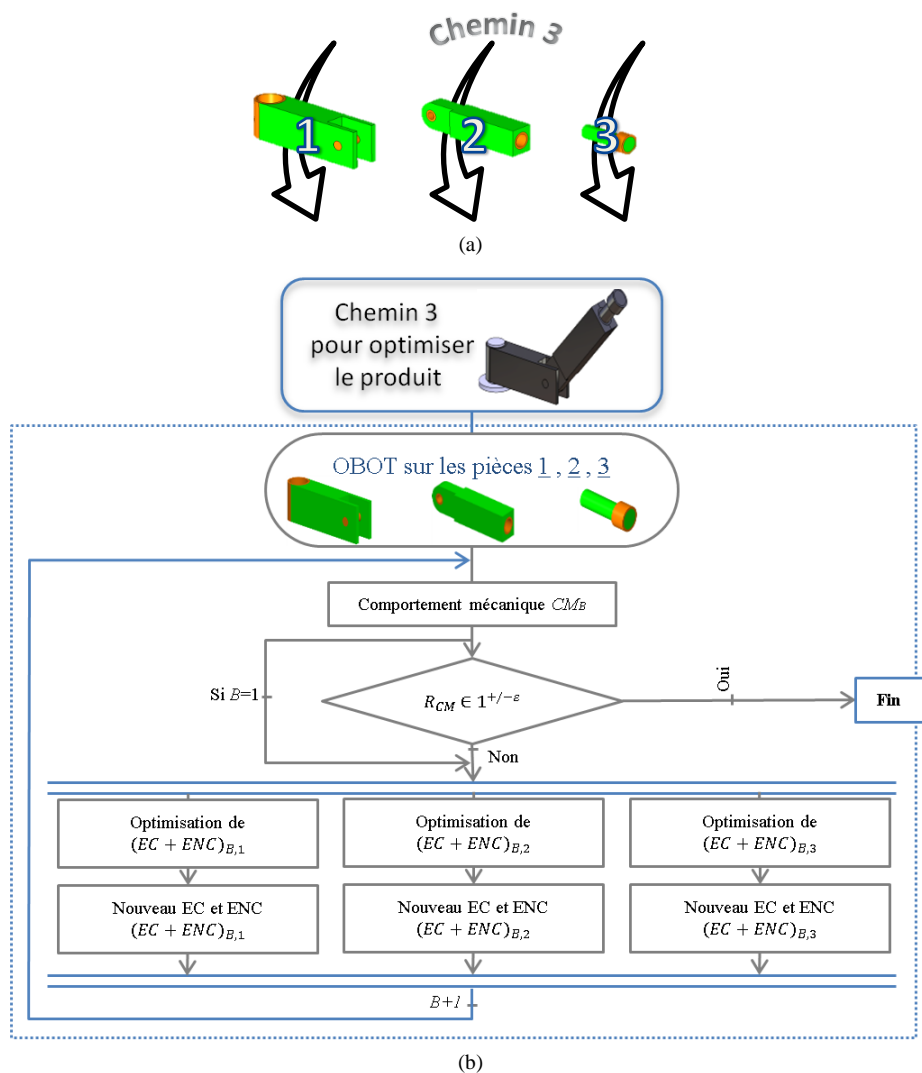 Chemin 3
1 2 3
(a)
Chemin 3
pour optimiser
le produit
OBOT sur les pièces 1 , 2 , 3
Comportement mécanique CM_B
Si B=1
R_{CM} ∈ 1^{+/−ε}
Oui
Fin
Non
Optimisation de
(EC + ENC)_{B,1}
Optimisation de
(EC + ENC)_{B,2}
Optimisation de
(EC + ENC)_{B,3}
Nouveau EC et ENC
(EC + ENC)_{B,1}
Nouveau EC et ENC
(EC + ENC)_{B,2}
Nouveau EC et ENC
(EC + ENC)_{B,3}
B+1
(b)